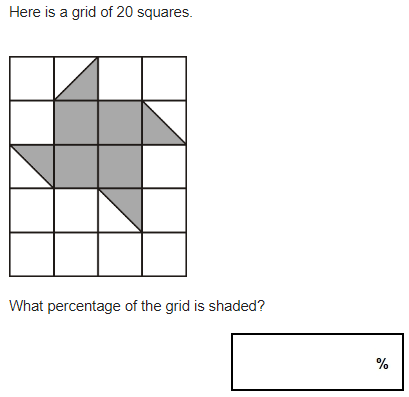 Here is a grid of 20 squares.
What percentage of the grid is shaded?
%